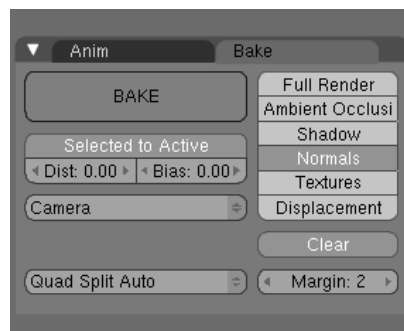 Anim Bake
BAKE
Full Render
Ambient Occlusi
Shadow
Normals
Textures
Displacement
Selected to Active
Dist: 0.00 Bias: 0.00
Camera
Clear
Quad Split Auto
Margin: 2